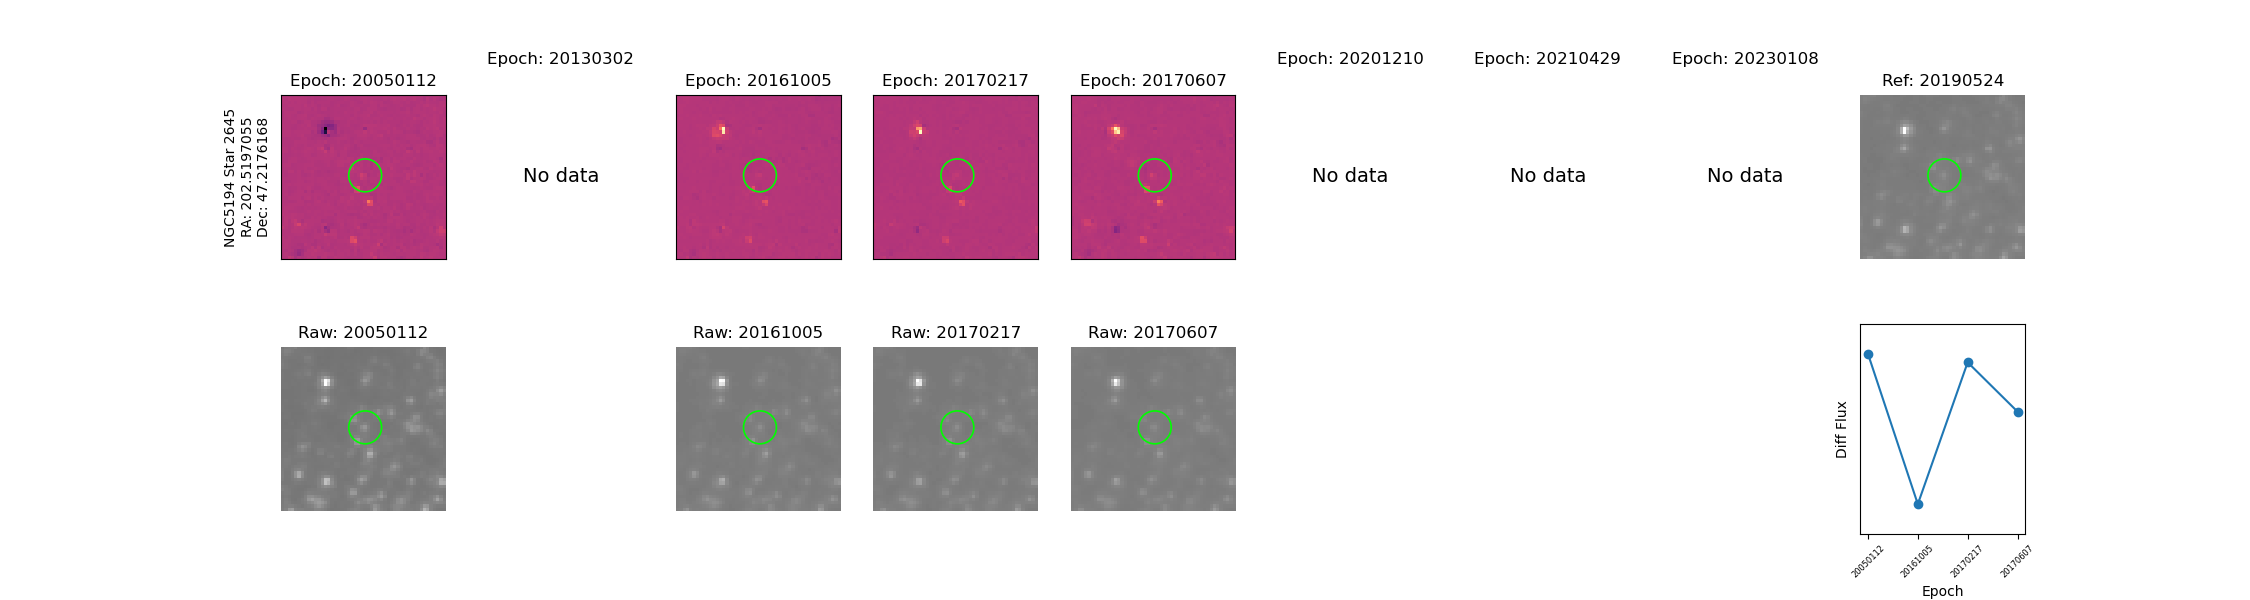 NGC5194 Star 2645
RA: 202.5197055
Dec: 47.2176168
Epoch: 20050112
Epoch: 20130302
No data
Epoch: 20161005
Epoch: 20170217
Epoch: 20170607
Epoch: 20201210
No data
Epoch: 20210429
No data
Epoch: 20230108
No data
Ref: 20190524
Raw: 20050112
Raw: 20161005
Raw: 20170217
Raw: 20170607
Diff Flux
20050112
20161005
20170217
20170607
Epoch